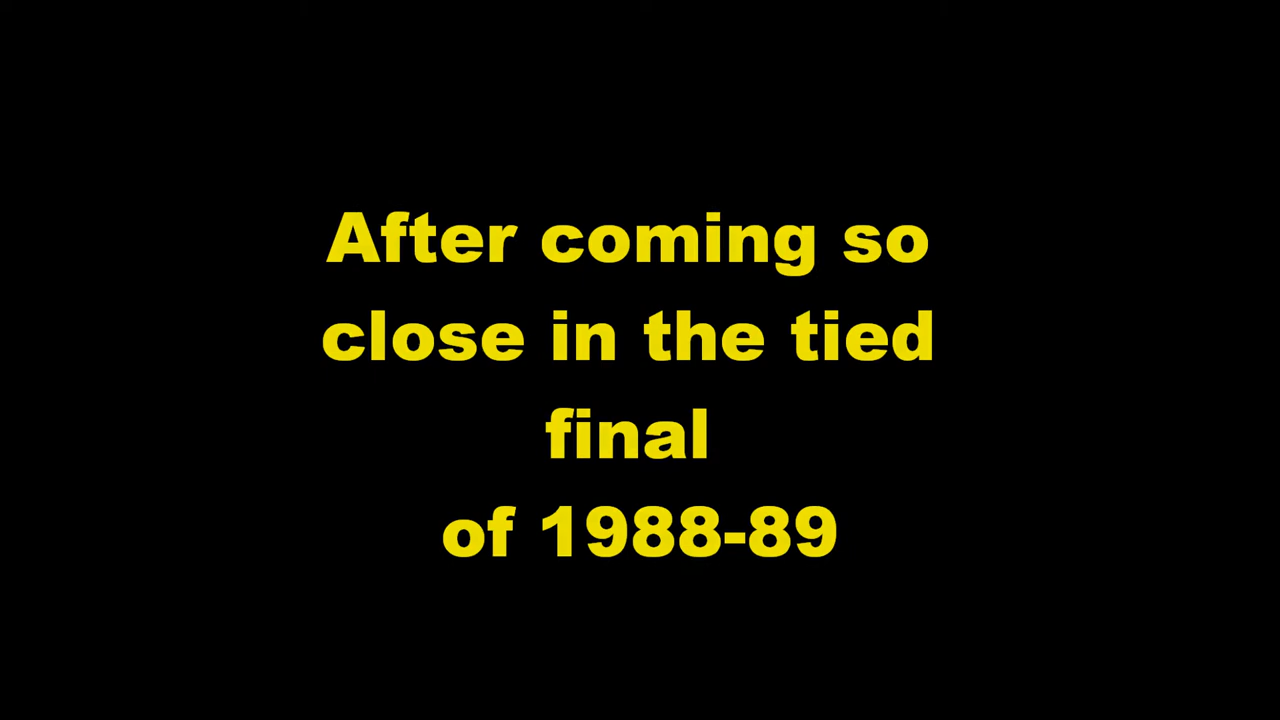 After coming so
close in the tied
final
of 1988-89